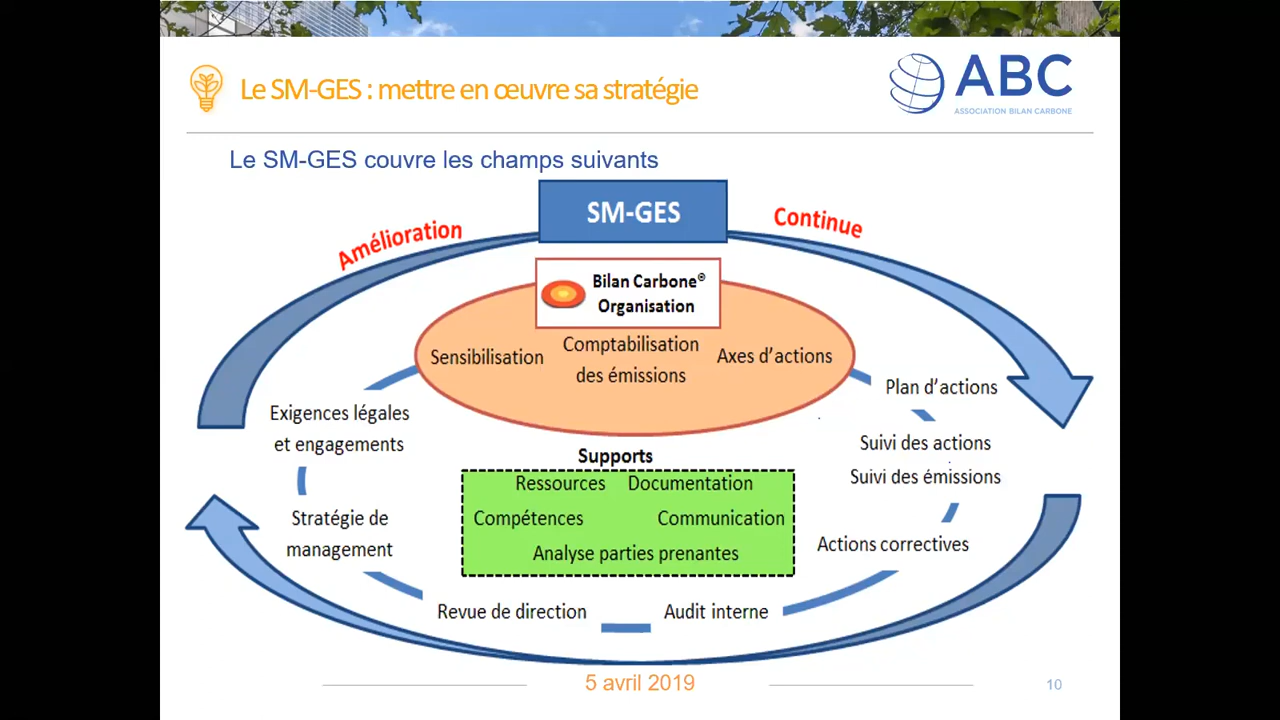 Le SM-GES : mettre en œuvre sa stratégie
ABC
ASSOCIATION BILAN CARBONE
Le SM-GES couvre les champs suivants
SM-GES
Amélioration
Continue
Bilan Carbone®
Organisation
Sensibilisation
Comptabilisation
des émissions
Axes d’actions
Plan d’actions
Exigences légales
et engagements
Suivi des actions
Suivi des émissions
Supports
Ressources Documentation
Compétences Communication
Analyse parties prenantes
Stratégie de
management
Actions correctives
Revue de direction
Audit interne
5 avril 2019
10